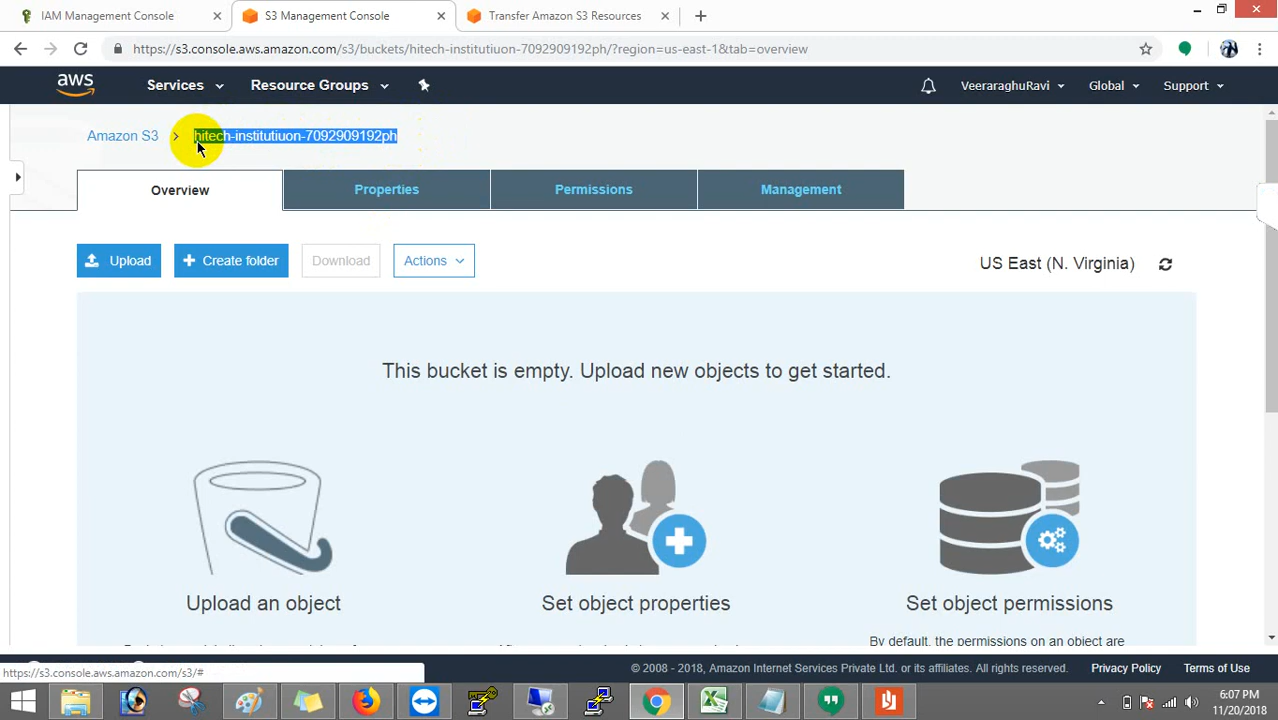 IAM Management Console
S3 Management Console
Transfer Amazon S3 Resources
https://s3.console.aws.amazon.com/s3/buckets/hitech-institutiuon-7092909192ph/?region=us-east-1&tab=overview
aws
Services
Resource Groups
VeeraraghuRavi
Global
Support
Amazon S3 > hitech-institutiuon-7092909192ph
Overview
Properties
Permissions
Management
Upload
Create folder
Download
Actions
US East (N. Virginia)
This bucket is empty. Upload new objects to get started.
Upload an object
Set object properties
Set object permissions
By default, the permissions on an object are
https://s3.console.aws.amazon.com/s3/#
© 2008 - 2018, Amazon Internet Services Private Ltd. or its affiliates. All rights reserved.
Privacy Policy
Terms of Use
6:07 PM
11/20/2018